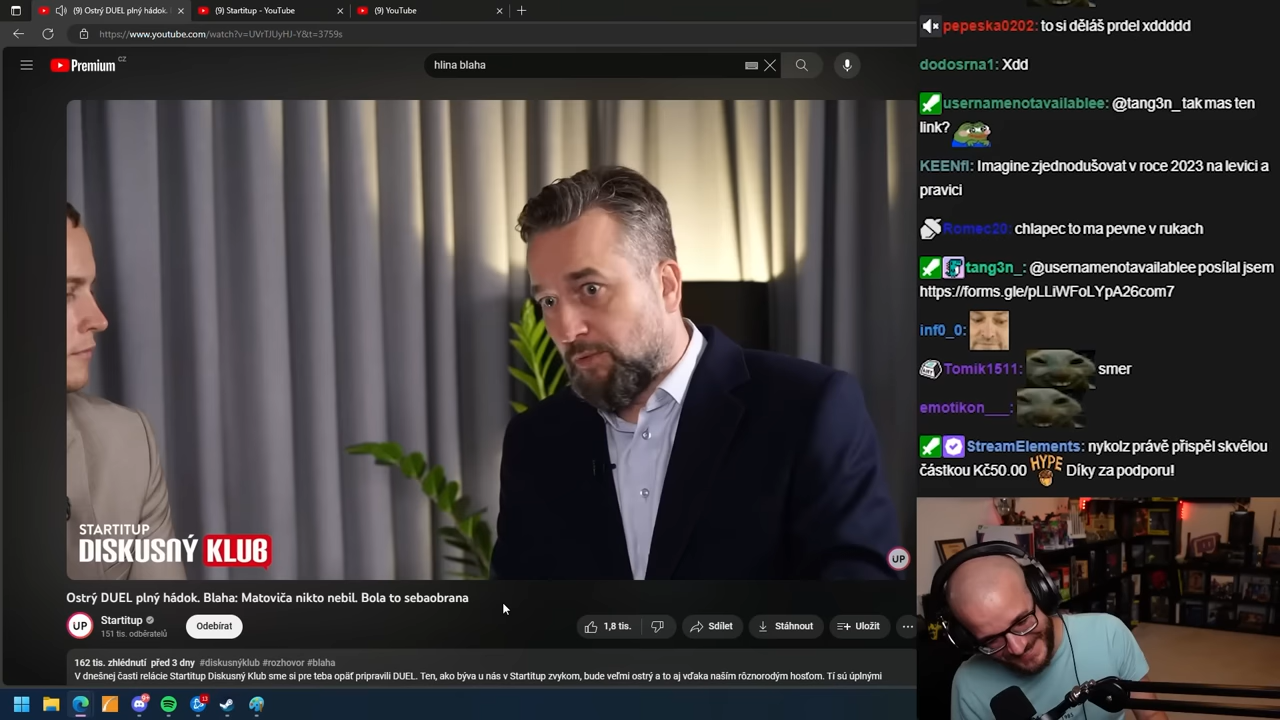 (9) Ostrý DUEL plný hádok.
(9) Startitup - YouTube
(9) YouTube
https://www.youtube.com/watch?v=UVrTJUyHJ-Y&t=3759s
Premium CZ
hlina blaha
STARTITUP
DISKUSNÝ KLUB
UP
Ostrý DUEL plný hádok. Blaha: Matoviča nikto nebil. Bola to sebaobrana
UP
Startitup
151 tis. odběratelů
Odebírat
1,8 tis.
Sdílet
Stáhnout
Uložit
162 tis. zhlédnutí před 3 dny #diskusnýklub #rozhovor #blaha
V dnešnej časti relácie Startitup Diskusný Klub sme si pre teba opäť pripravili DUEL. Ten, ako býva u nás v Startitup zvykom, bude veľmi ostrý a to aj vďaka naším rôznorodým hosťom. Tí sú úplnými
pepeska0202: to si děláš prdel xddddd
dodosrna1: Xdd
usernamenotavailablee: @tang3n_ tak mas ten
link?
KEENfl: Imagine zjednodušovat v roce 2023 na levici a
pravici
Romec20: chlapec to ma pevne v rukach
tang3n_: @usernamenotavailablee posílal jsem
https://forms.gle/pLLiWFoLYpA26com7
inf0_0:
Tomik1511: smer
emotikon___:
StreamElements: nykolz právě přispěl skvělou
částkou Kč50.00 HYPE Díky za podporu!